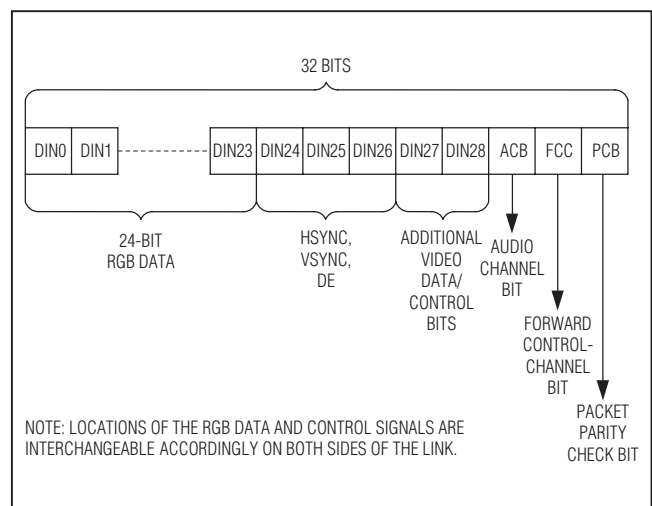 32 BITS
DIN0 DIN1 DIN23 DIN24 DIN25 DIN26 DIN27 DIN28 ACB FCC PCB
24-BIT
RGB DATA
HSYNC,
VSYNC,
DE
ADDITIONAL
VIDEO
DATA/
CONTROL
BITS
AUDIO
CHANNEL
BIT
FORWARD
CONTROL-
CHANNEL
BIT
PACKET
PARITY
CHECK BIT
NOTE: LOCATIONS OF THE RGB DATA AND CONTROL SIGNALS ARE
INTERCHANGEABLE ACCORDINGLY ON BOTH SIDES OF THE LINK.